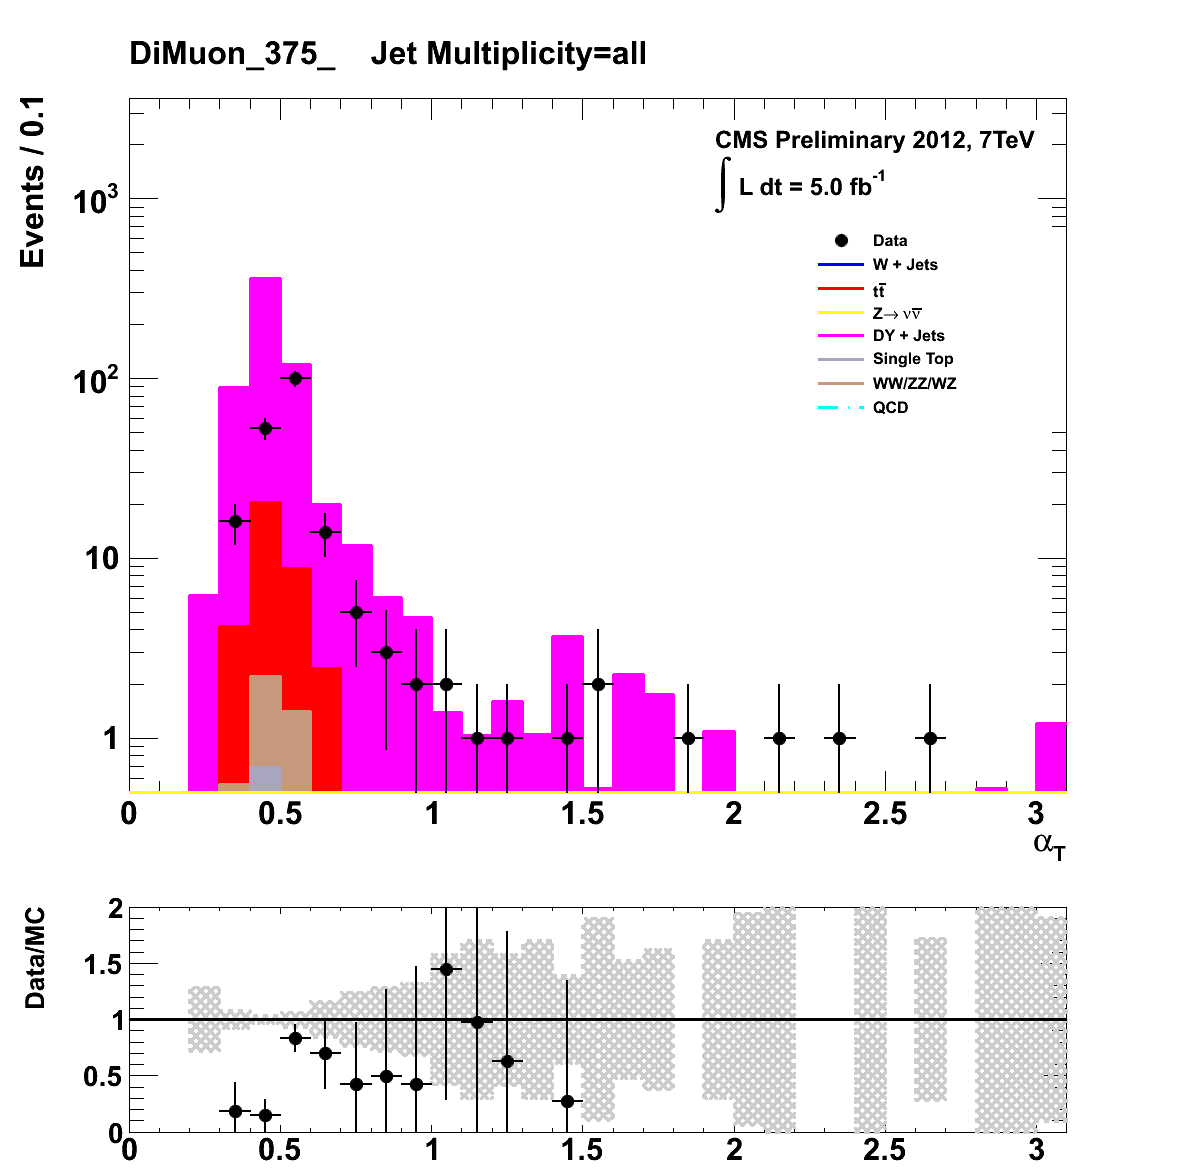 DiMuon_375_ Jet Multiplicity=all
Events / 0.1
CMS Preliminary 2012, 7TeV
∫ L dt = 5.0 fb⁻¹
Data
W + Jets
tt̅
Z→ νν̅
DY + Jets
Single Top
WW/ZZ/WZ
QCD
10³
10²
10
1
0 0.5 1 1.5 2 2.5 3
α_T
Data/MC
2
1.5
1
0.5
0
0 0.5 1 1.5 2 2.5 3